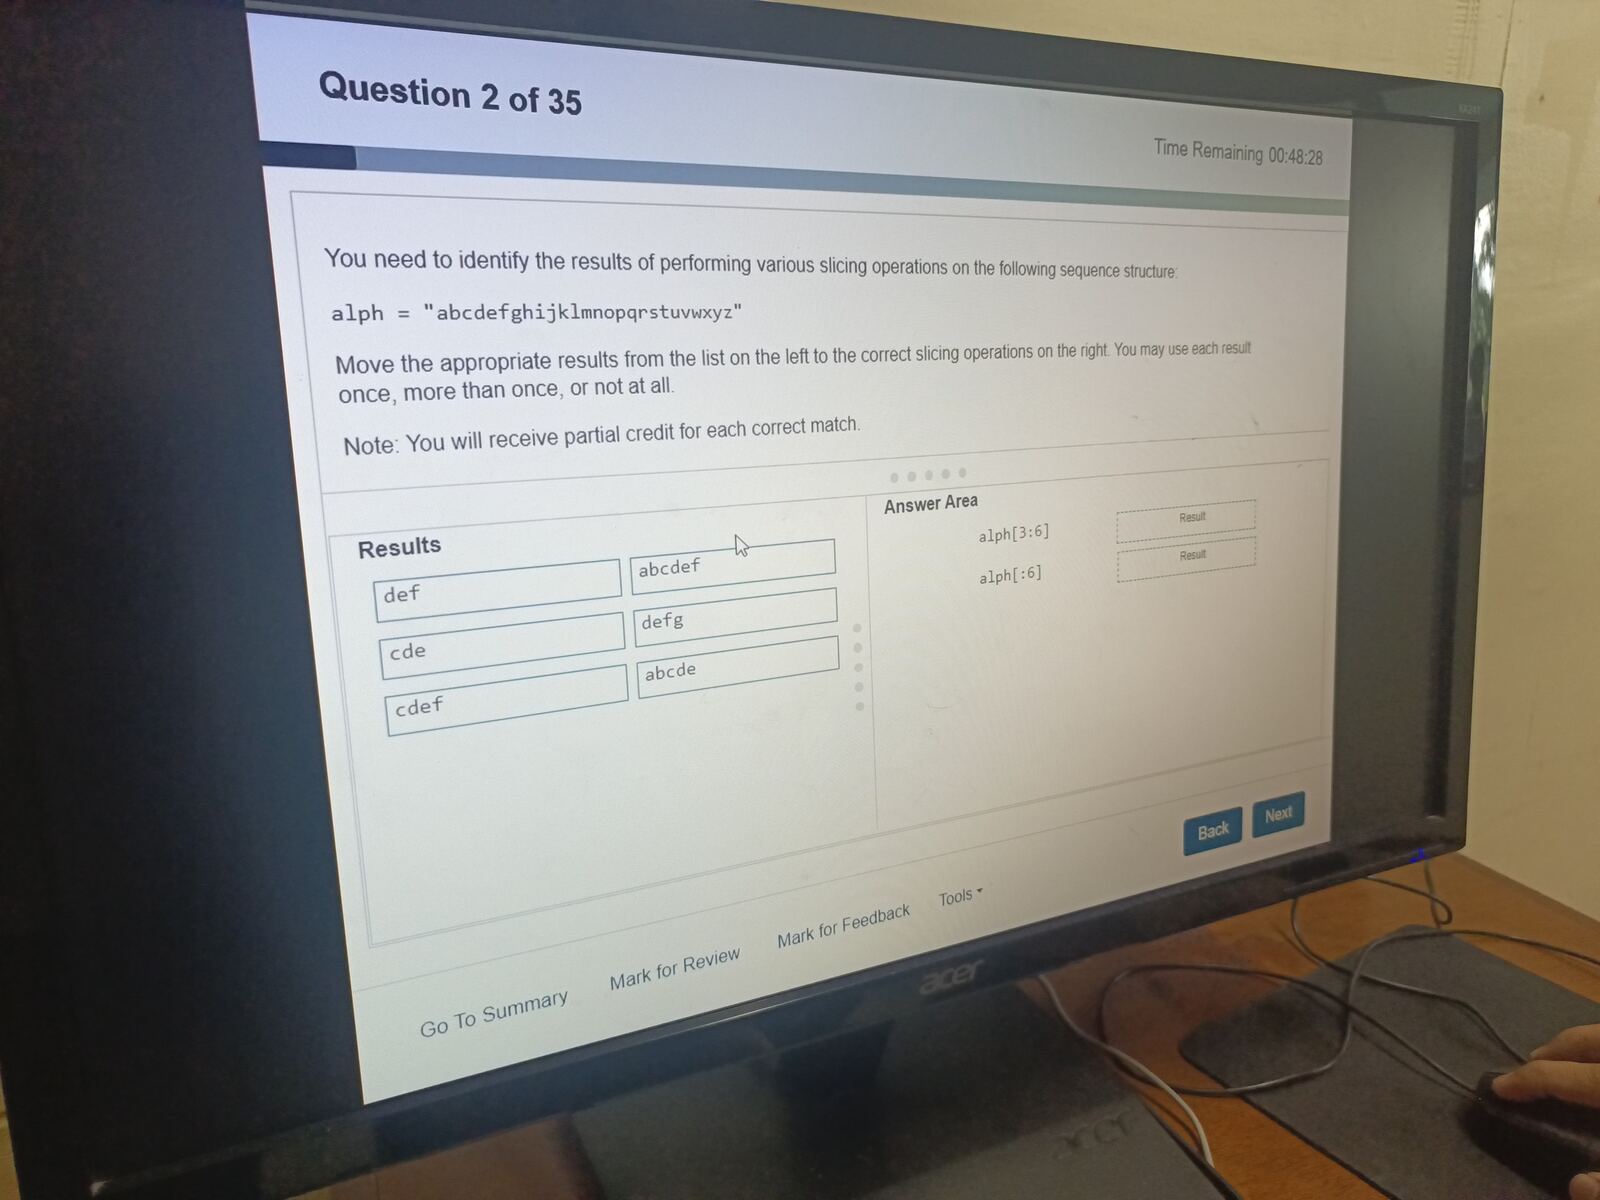 Question 2 of 35
Time Remaining 00:48:28
You need to identify the results of performing various slicing operations on the following sequence structure:
alph = "abcdefghijklmnopqrstuvwxyz"
Move the appropriate results from the list on the left to the correct slicing operations on the right. You may use each result
once, more than once, or not at all.
Note: You will receive partial credit for each correct match.
Results
def
abcdef
cde
defg
cdef
abcde
Answer Area
alph[3:6]
Result
alph[:6]
Result
Back
Next
Go To Summary
Mark for Review
Mark for Feedback
Tools
acer